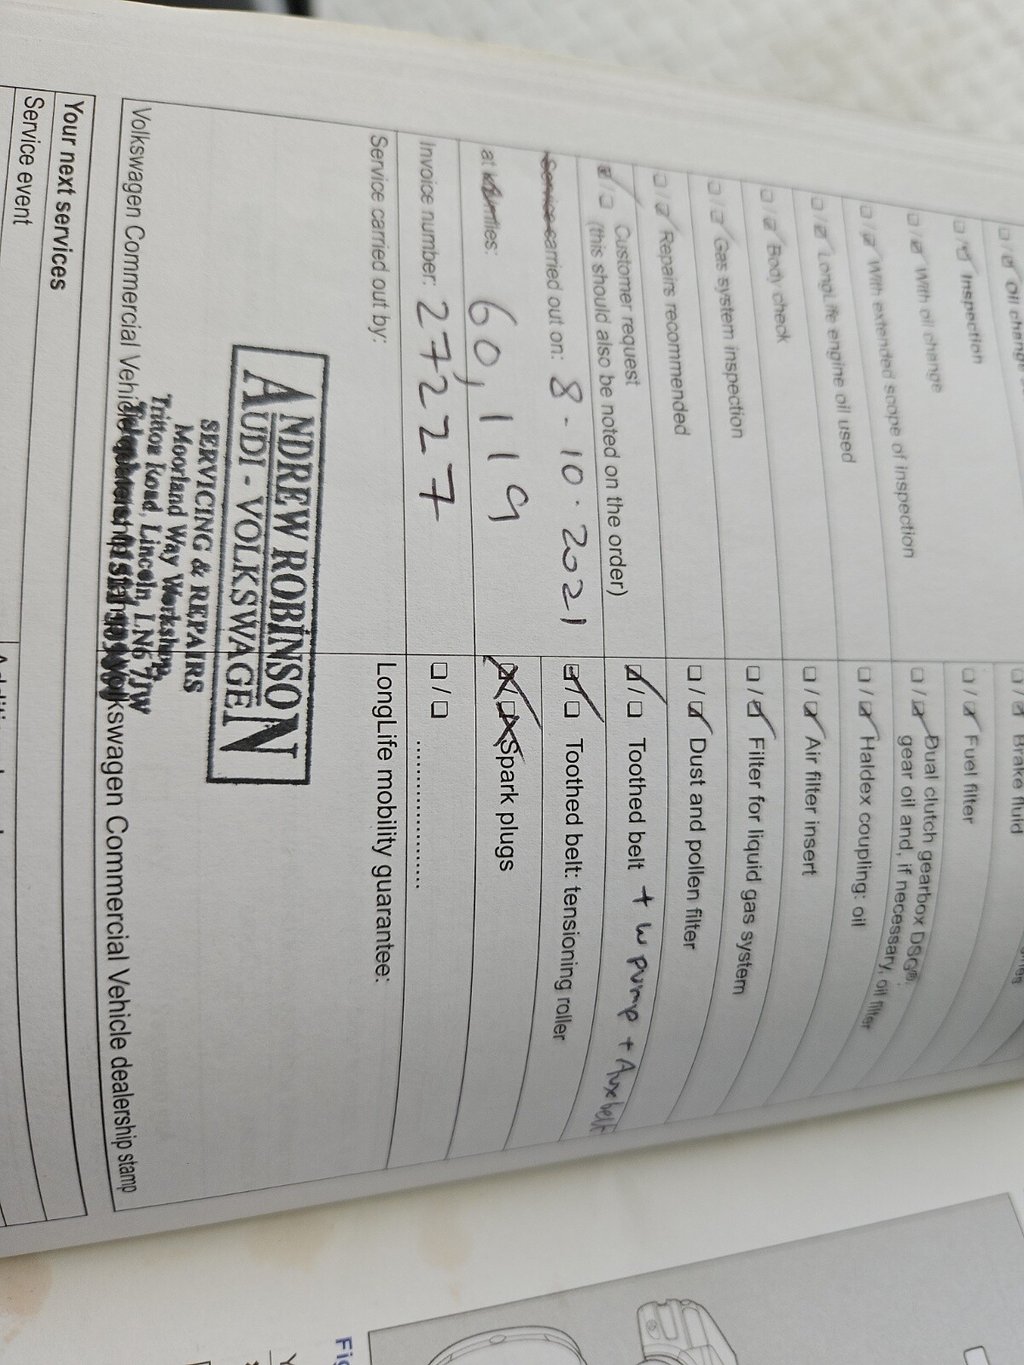 Oil change
Inspection
With oil change
With extended scope of inspection
LongLife engine oil used
Body check
Gas system inspection
Repairs recommended
Customer request
(this should also be noted on the order)
Service carried out on: 8-10.2021
at miles: 60,119
Invoice number: 27227
Service carried out by:
ANDREW ROBINSON
AUDI - VOLKSWAGEN
SERVICING & REPAIRS
Moorland Way Workshop,
Tritton Road, Lincoln, LN6 7JW
Volkswagen Commercial Vehicle
Volkswagen Commercial Vehicle dealership stamp
Brake fluid
Fuel filter
Dual clutch gearbox DSG®:
gear oil and, if necessary, oil filter
Haldex coupling: oil
Air filter insert
Filter for liquid gas system
Dust and pollen filter
Toothed belt + w pump + Aux belt
Toothed belt: tensioning roller
Spark plugs
....................
LongLife mobility guarantee:
Your next services
Service event
Fig